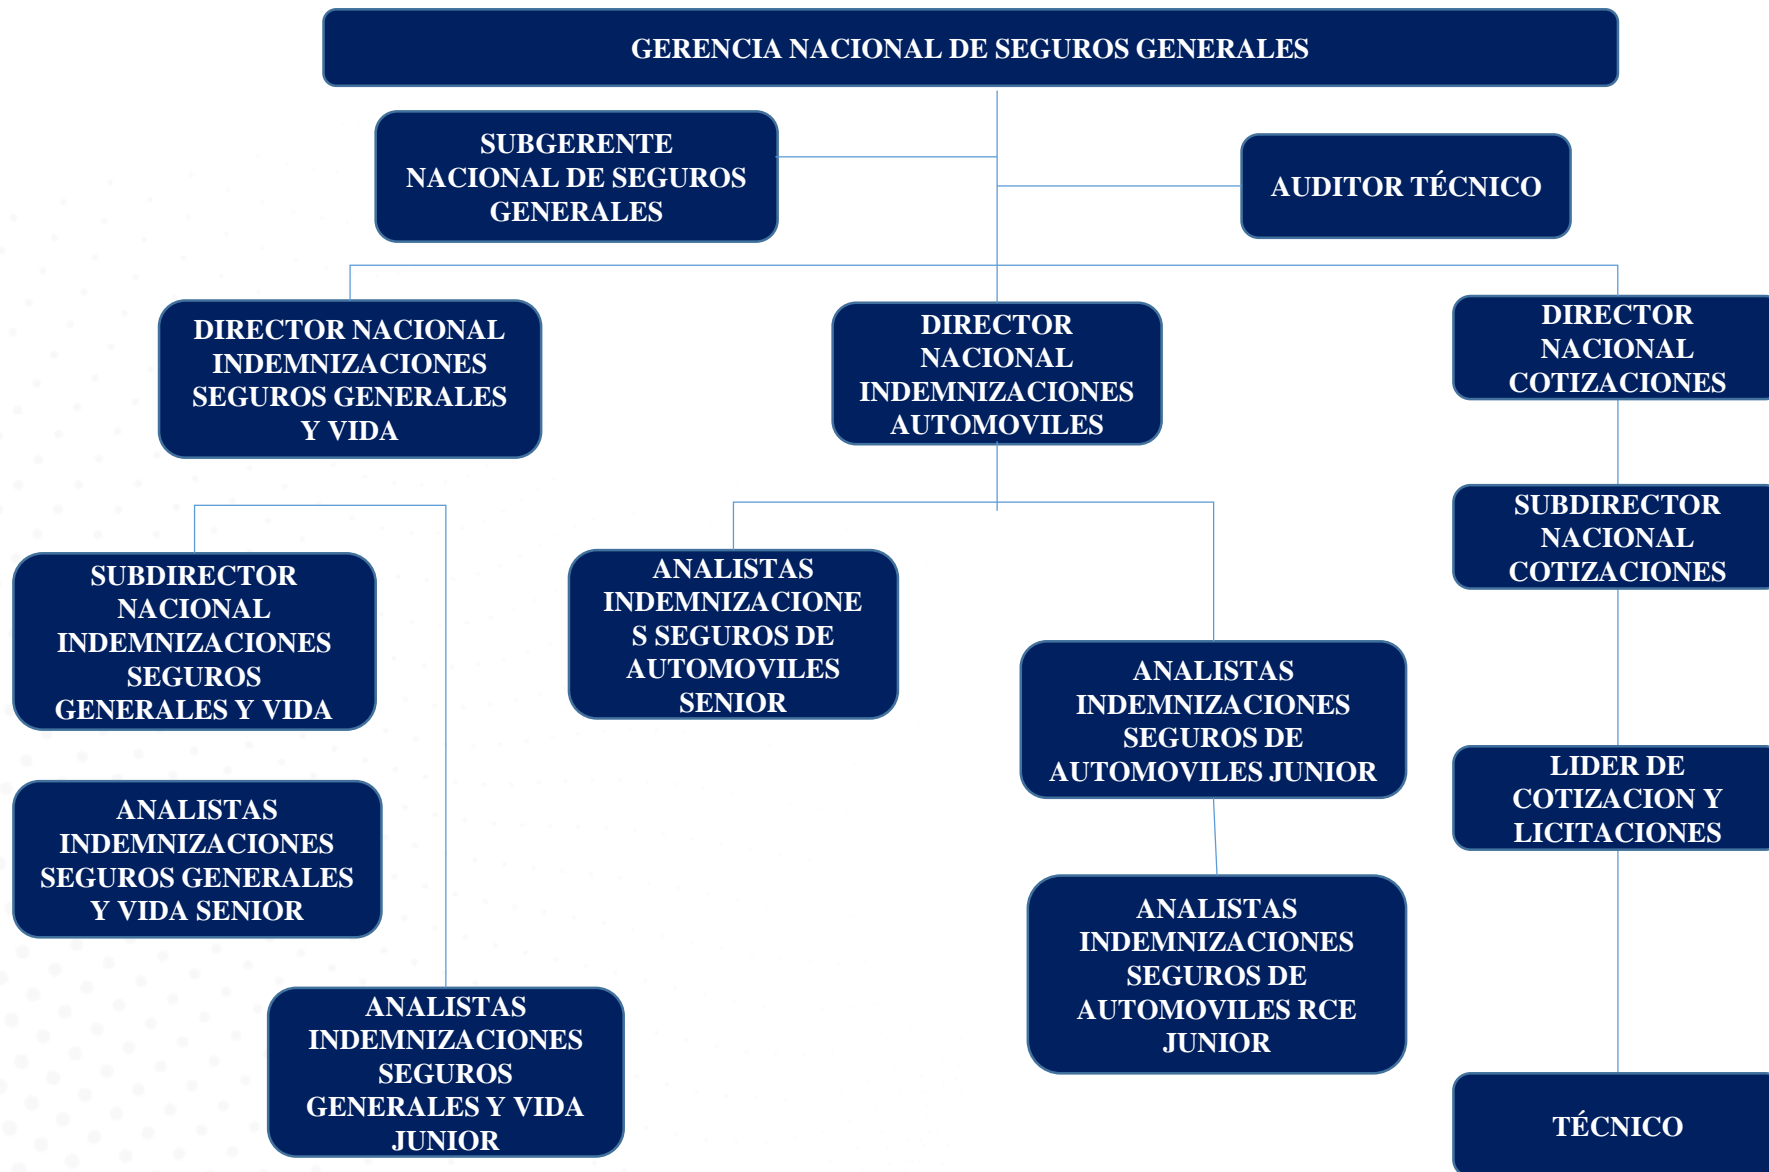 GERENCIA NACIONAL DE SEGUROS GENERALES
SUBGERENTE
NACIONAL DE SEGUROS
GENERALES
AUDITOR TÉCNICO
DIRECTOR NACIONAL
INDEMNIZACIONES
SEGUROS GENERALES
Y VIDA
DIRECTOR
NACIONAL
INDEMNIZACIONES
AUTOMOVILES
DIRECTOR
NACIONAL
COTIZACIONES
SUBDIRECTOR
NACIONAL
COTIZACIONES
SUBDIRECTOR
NACIONAL
INDEMNIZACIONES
SEGUROS
GENERALES Y VIDA
ANALISTAS
INDEMNIZACIONE
S SEGUROS DE
AUTOMOVILES
SENIOR
ANALISTAS
INDEMNIZACIONES
SEGUROS DE
AUTOMOVILES JUNIOR
LIDER DE
COTIZACION Y
LICITACIONES
ANALISTAS
INDEMNIZACIONES
SEGUROS GENERALES
Y VIDA SENIOR
ANALISTAS
INDEMNIZACIONES
SEGUROS DE
AUTOMOVILES RCE
JUNIOR
ANALISTAS
INDEMNIZACIONES
SEGUROS
GENERALES Y VIDA
JUNIOR
TÉCNICO